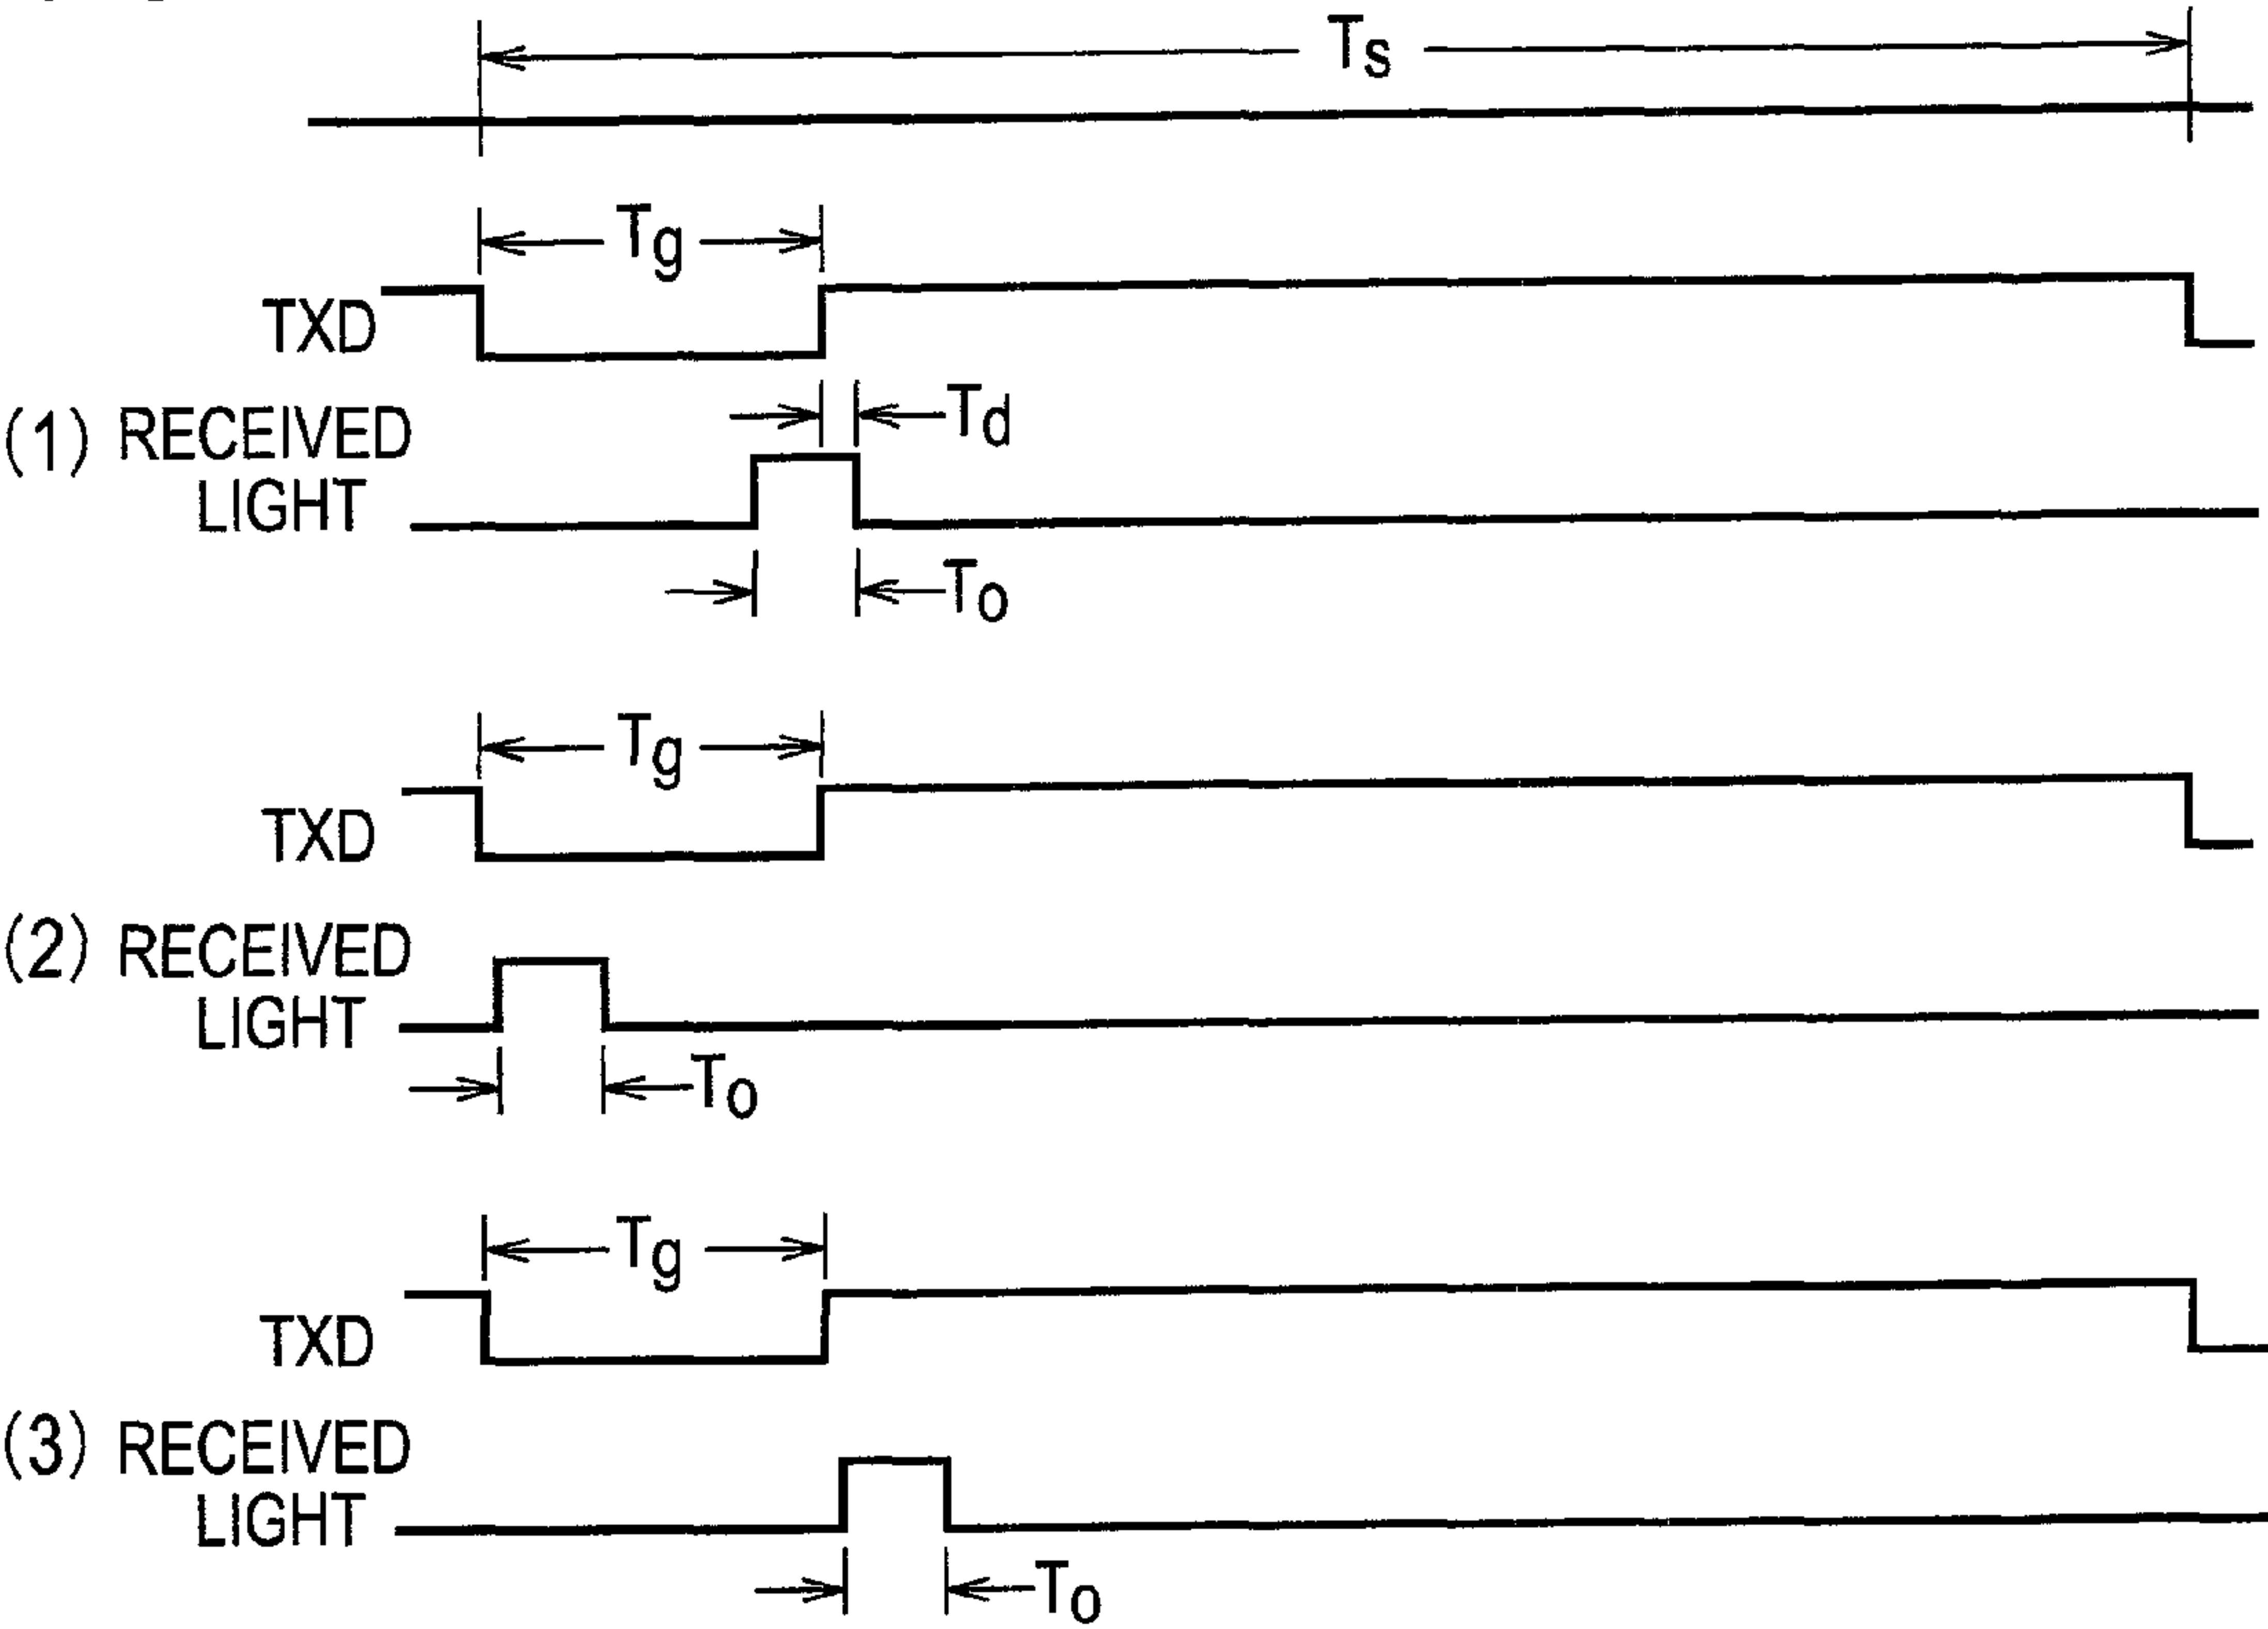 Ts
Tg
TXD
Td
(1) RECEIVED
LIGHT
To
Tg
TXD
(2) RECEIVED
LIGHT
To
Tg
TXD
(3) RECEIVED
LIGHT
To